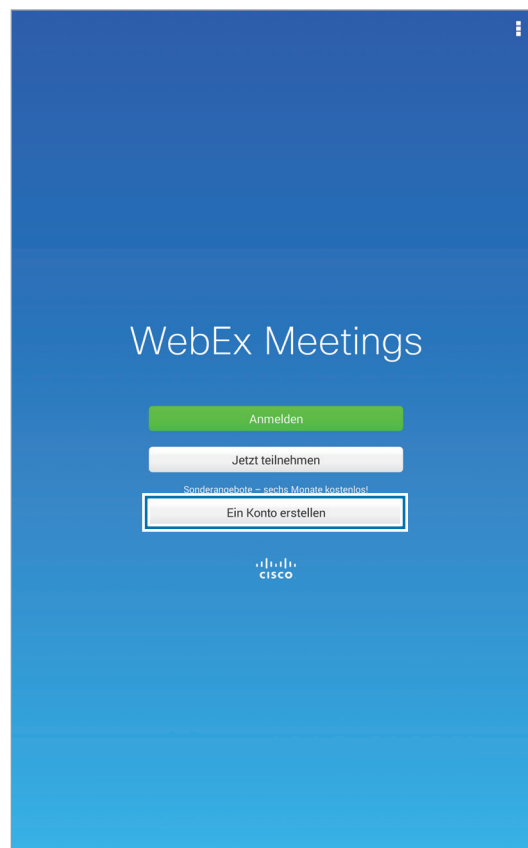 WebEx Meetings
Anmelden
Jetzt teilnehmen
Sonderangebote – sechs Monate kostenlos!
Ein Konto erstellen
CISCO